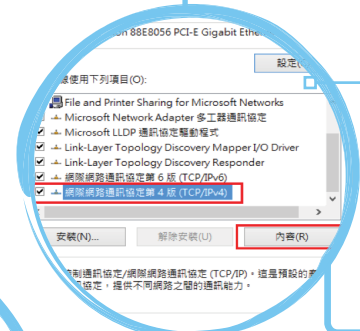 88E8056 PCI-E Gigabit
設定
使用下列項目(O):
File and Printer Sharing for Microsoft Networks
Microsoft Network Adapter 多工器通訊協定
Microsoft LLDP 通訊協定驅動程式
Link-Layer Topology Discovery Mapper I/O Driver
Link-Layer Topology Discovery Responder
網際網路通訊協定第 6 版 (TCP/IPv6)
網際網路通訊協定第 4 版 (TCP/IPv4)
安裝(N)...
解除安裝(U)
內容(R)
制通訊協定/網際網路通訊協定 (TCP/IP)。這是預設的
協定，提供不同網路之間的通訊能力。